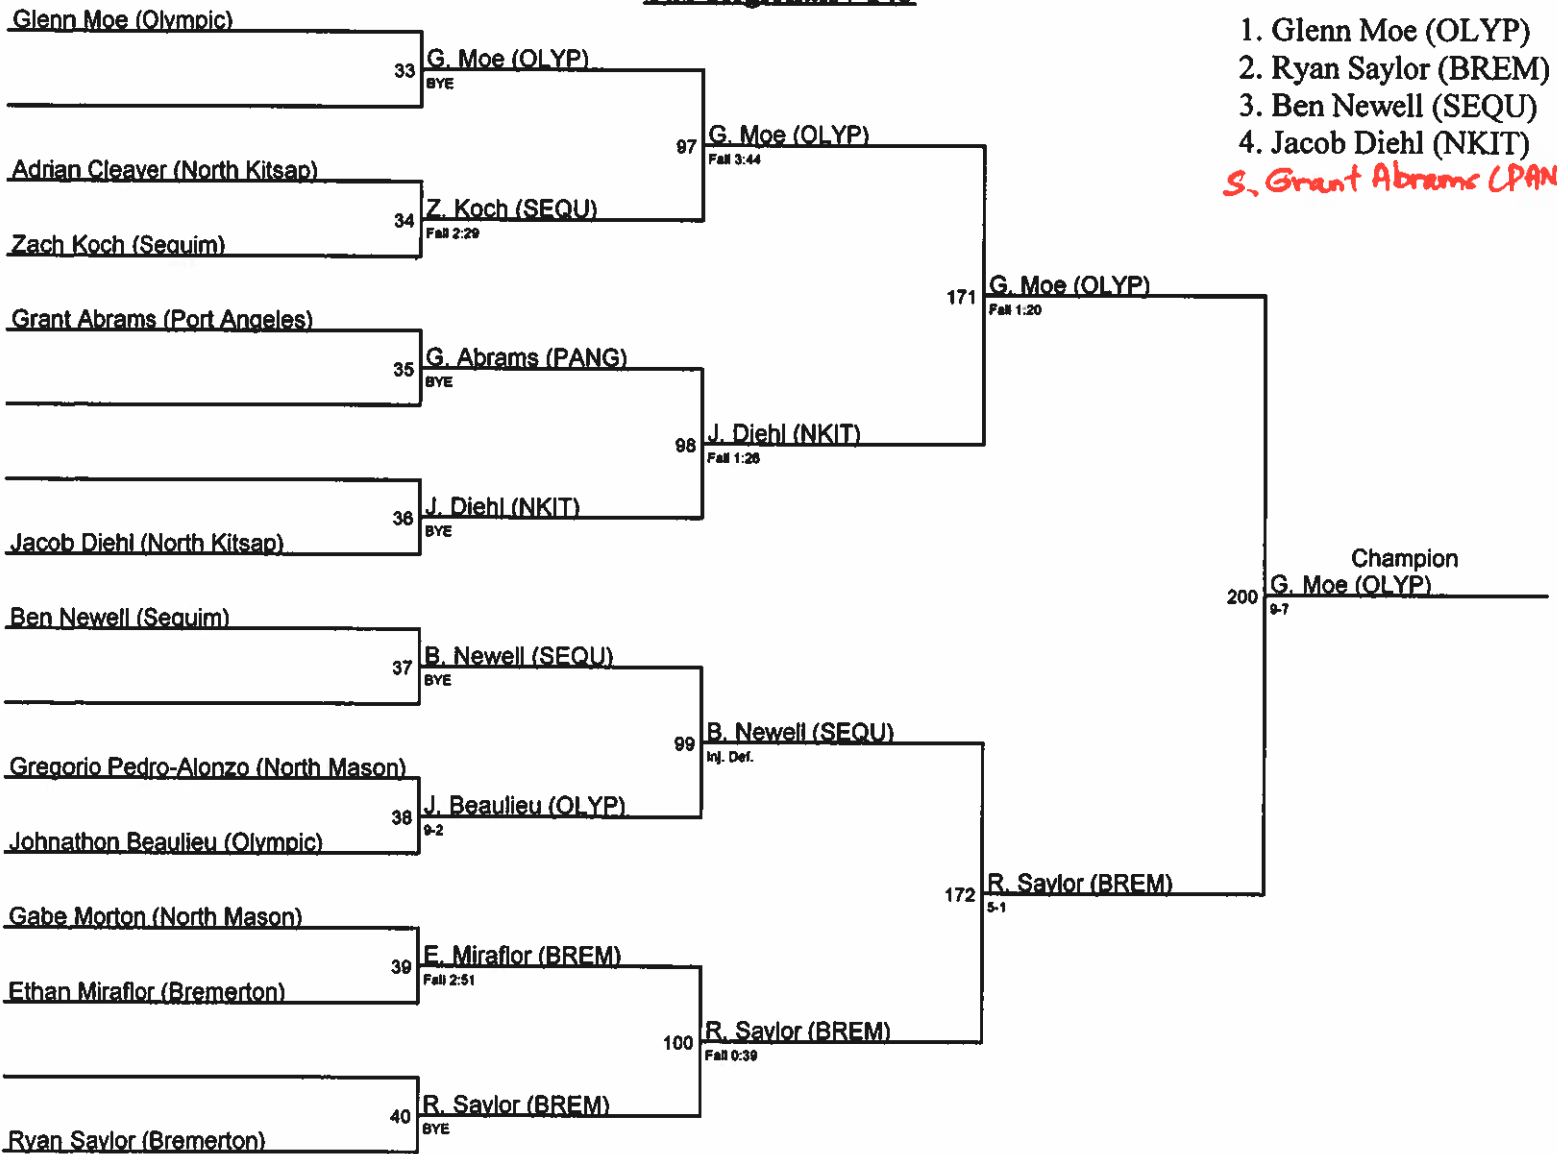 Glenn Moe (Olympic)
33 G. Moe (OLYP)
BYE
97 G. Moe (OLYP)
Fall 3:44
Adrian Cleaver (North Kitsap)
34 Z. Koch (SEQU)
Fall 2:29
Zach Koch (Sequim)
171 G. Moe (OLYP)
Fall 1:20
Grant Abrams (Port Angeles)
35 G. Abrams (PANG)
BYE
98 J. Diehl (NKIT)
Fall 1:26
36 J. Diehl (NKIT)
BYE
Jacob Diehl (North Kitsap)
Champion
200 G. Moe (OLYP)
9-7
Ben Newell (Sequim)
37 B. Newell (SEQU)
BYE
99 B. Newell (SEQU)
Inj. Def.
Gregorio Pedro-Alonzo (North Mason)
38 J. Beaulieu (OLYP)
9-2
Johnathon Beaulieu (Olympic)
172 R. Saylor (BREM)
5-1
Gabe Morton (North Mason)
39 E. Miraflor (BREM)
Fall 2:51
Ethan Miraflor (Bremerton)
100 R. Saylor (BREM)
Fall 0:39
40 R. Saylor (BREM)
BYE
Ryan Saylor (Bremerton)
1. Glenn Moe (OLYP)
2. Ryan Saylor (BREM)
3. Ben Newell (SEQU)
4. Jacob Diehl (NKIT)
5. Grant Abrams (PAN